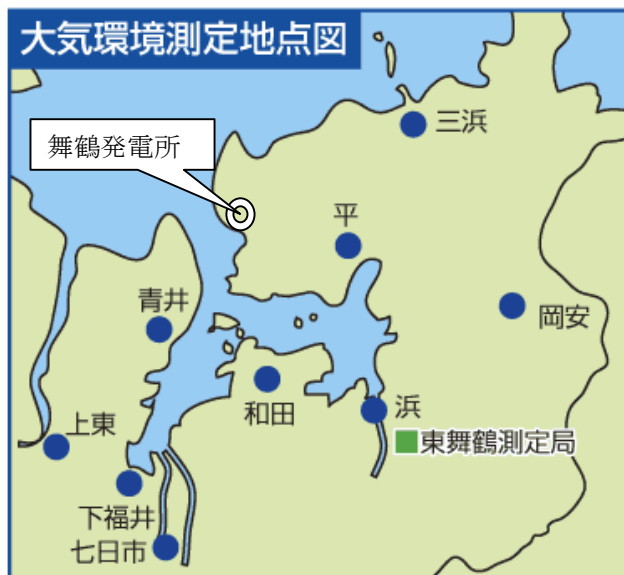 大気環境測定地点図
三浜
舞鶴発電所
平
青井
岡安
和田
浜
上東
東舞鶴測定局
下福井
七日市